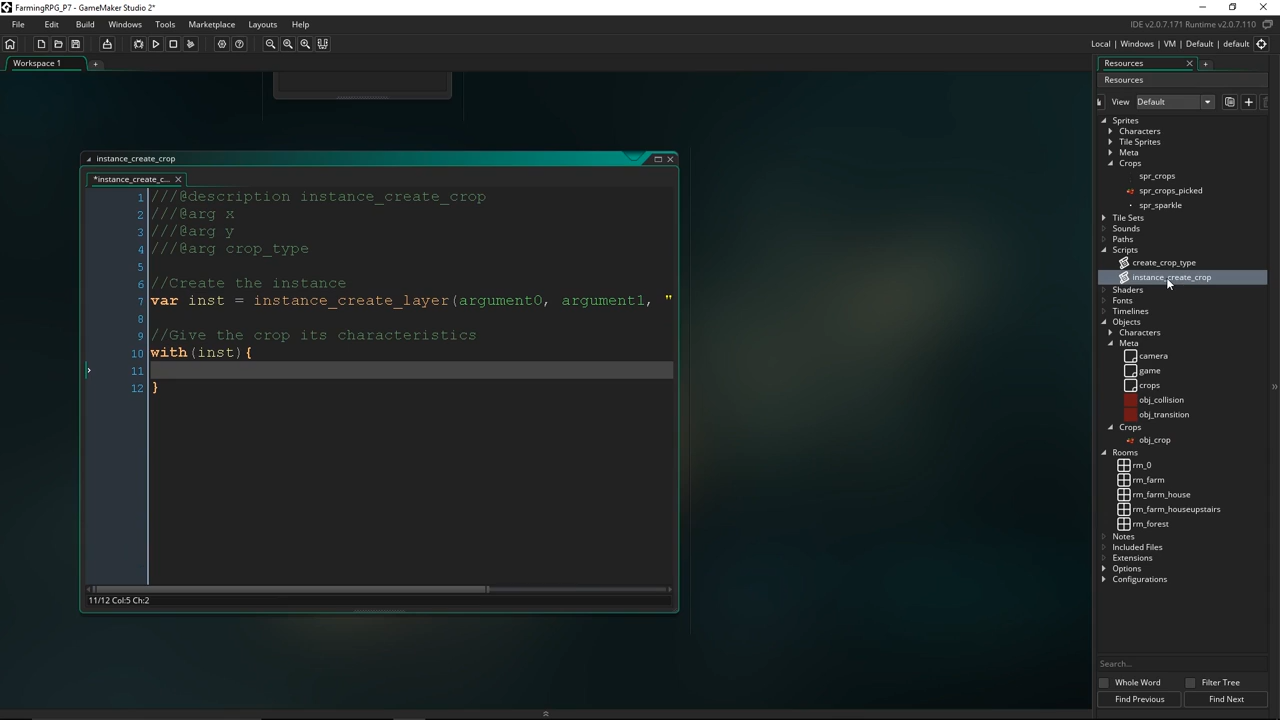 FarmingRPG_P7 - GameMaker Studio 2*
File Edit Build Windows Tools Marketplace Layouts Help
IDE v2.0.7.171 Runtime v2.0.7.110
Local | Windows | VM | Default | default
Workspace 1
Resources
Resources
View Default
instance_create_crop
*instance_create_c...
1 ///@description instance_create_crop
2 ///@arg x
3 ///@arg y
4 ///@arg crop_type
5
6 //Create the instance
7 var inst = instance_create_layer(argument0, argument1, "
8
9 //Give the crop its characteristics
10 with(inst){
11
12 }
11/12 Col:5 Ch:2
Sprites
Characters
Tile Sprites
Meta
Crops
spr_crops
spr_crops_picked
spr_sparkle
Tile Sets
Sounds
Paths
Scripts
create_crop_type
instance_create_crop
Shaders
Fonts
Timelines
Objects
Characters
Meta
camera
game
crops
obj_collision
obj_transition
Crops
obj_crop
Rooms
rm_0
rm_farm
rm_farm_house
rm_farm_houseupstairs
rm_forest
Notes
Included Files
Extensions
Options
Configurations
Search...
Whole Word Filter Tree
Find Previous Find Next